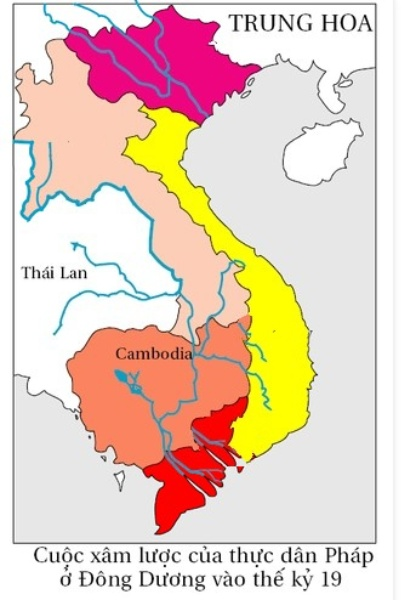 TRUNG HOA
Thái Lan
Cambodia
Cuộc xâm lược của thực dân Pháp
ở Đông Dương vào thế kỷ 19